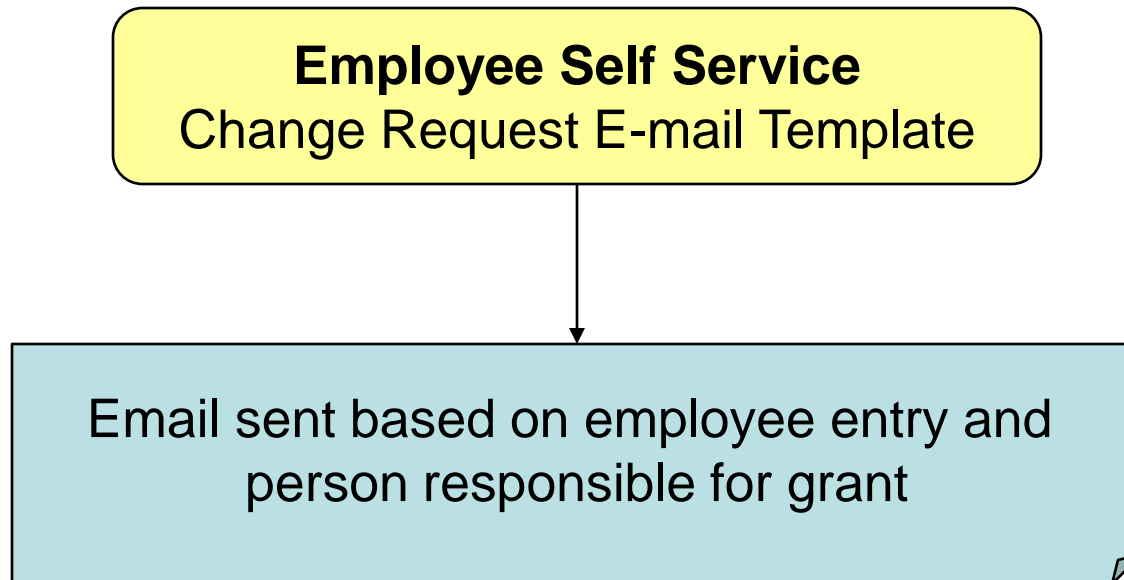 Employee Self Service
Change Request E-mail Template
Email sent based on employee entry and
person responsible for grant